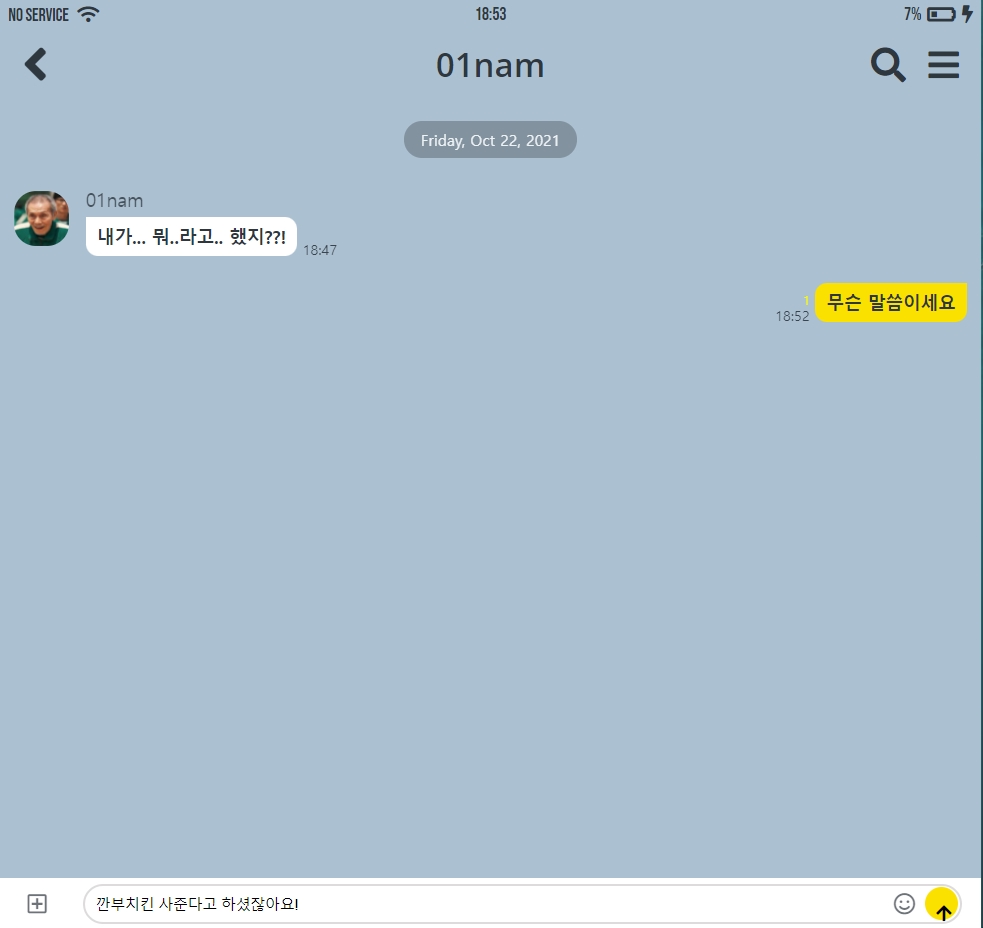 NO SERVICE 18:53 7%
01nam
Friday, Oct 22, 2021
01nam
내가... 뭐..라고.. 했지??!
18:47
1
18:52
무슨 말씀이세요
깐부치킨 사준다고 하셨잖아요!